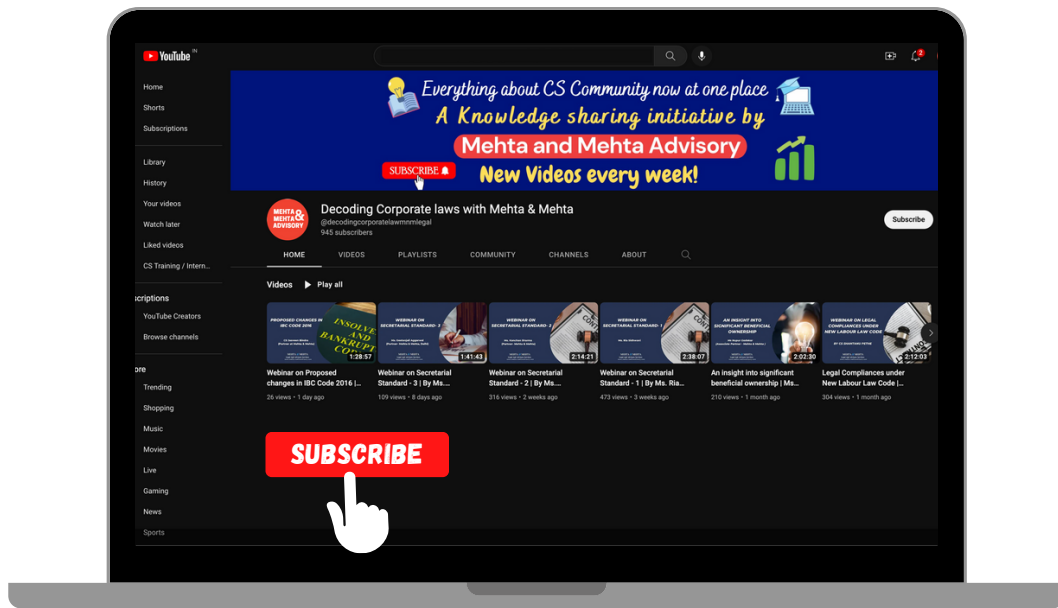 YouTube IN
2
Home
Shorts
Subscriptions
Library
History
Your videos
Watch later
Liked videos
CS Training / Intern...
criptions
YouTube Creators
Browse channels
ore
Trending
Shopping
Music
Movies
Live
Gaming
News
Sports
Everything about CS Community now at one place
A Knowledge sharing initiative by
Mehta and Mehta Advisory
SUBSCRIBE
New Videos every week!
MEHTA &
MEHTA
ADVISORY
Decoding Corporate laws with Mehta & Mehta
@decodingcorporatelawmnmlegal
945 subscribers
Subscribe
HOME VIDEOS PLAYLISTS COMMUNITY CHANNELS ABOUT
Videos Play all
PROPOSED CHANGES IN
IBC CODE 2016
INSOLVE
AND
BANKRUPT
CO
1:28:57
Webinar on Proposed
changes in IBC Code 2016 |...
26 views • 1 day ago
WEBINAR ON
SECRETARIAL STANDARD- 3
1:41:43
Webinar on Secretarial
Standard - 3 | By Ms....
109 views • 8 days ago
WEBINAR ON
SECRETARIAL STANDARD- 2
CONT
2:14:21
Webinar on Secretarial
Standard - 2 | By Ms....
316 views • 2 weeks ago
WEBINAR ON
SECRETARIAL STANDARD- 1
CONT
2:38:07
Webinar on Secretarial
Standard - 1 | By Ms. Ria...
473 views • 3 weeks ago
AN INSIGHT INTO
SIGNIFICANT BENEFICIAL
OWNERSHIP
2:02:30
An insight into significant
beneficial ownership | Ms...
210 views • 1 month ago
WEBINAR ON LEGAL
COMPLIANCES UNDER
NEW LABOUR LAW CODE
2:12:03
Legal Compliances under
New Labour Law Code |...
304 views • 1 month ago
SUBSCRIBE